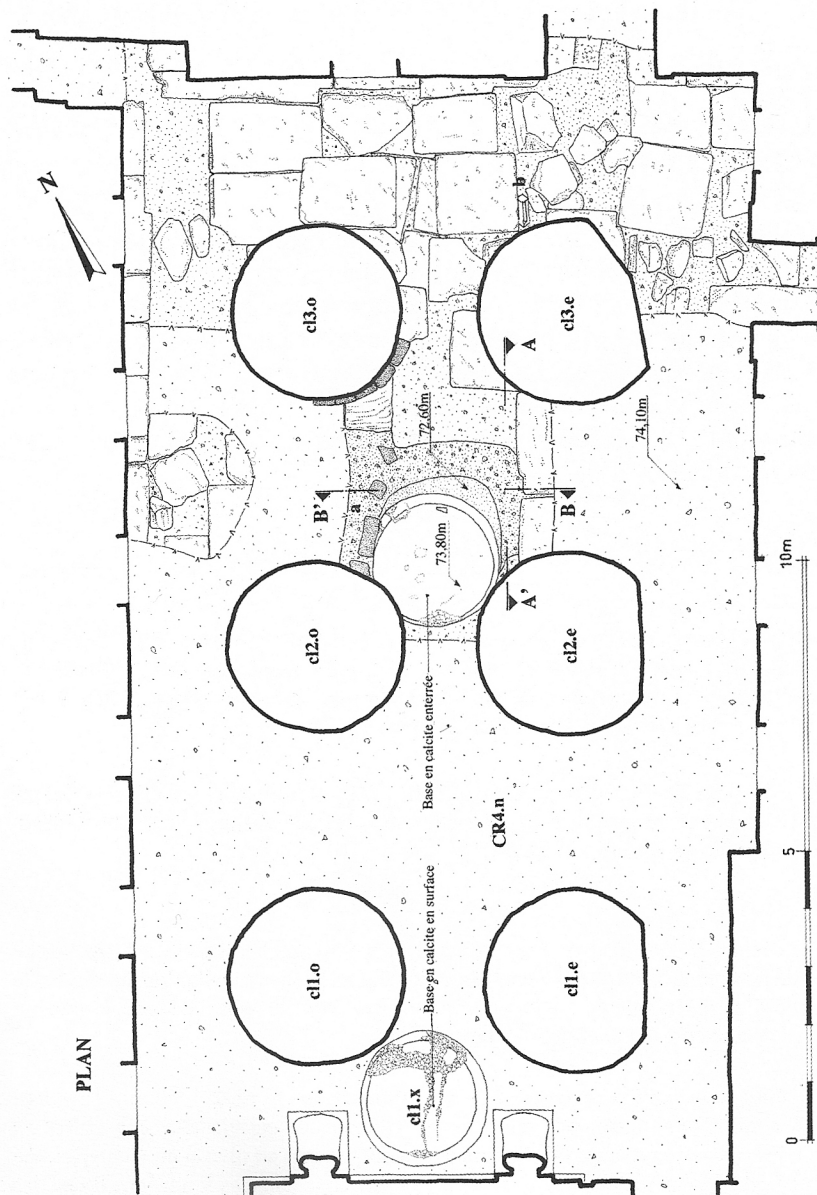 PLAN
N
cl3.o
cl3.e
b
A
72,60m
74,10m
B'
a
B
73,80m
A'
cl2.o
cl2.e
Base en calcite enterrée
CR4.n
Base en calcite en surface
cl1.o
cl1.e
cl1.x
0
5
10m